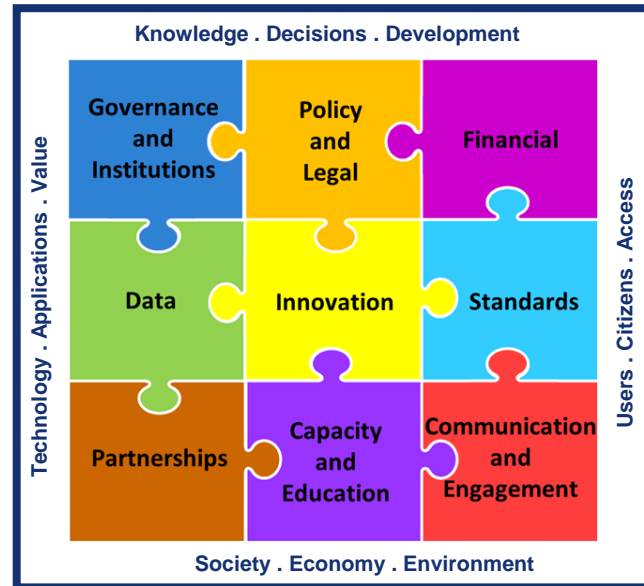 Knowledge . Decisions . Development
Technology . Applications . Value
Governance
and
Institutions
Policy
and
Legal
Financial
Data
Innovation
Standards
Partnerships
Capacity
and
Education
Communication
and
Engagement
Users . Citizens . Access
Society . Economy . Environment